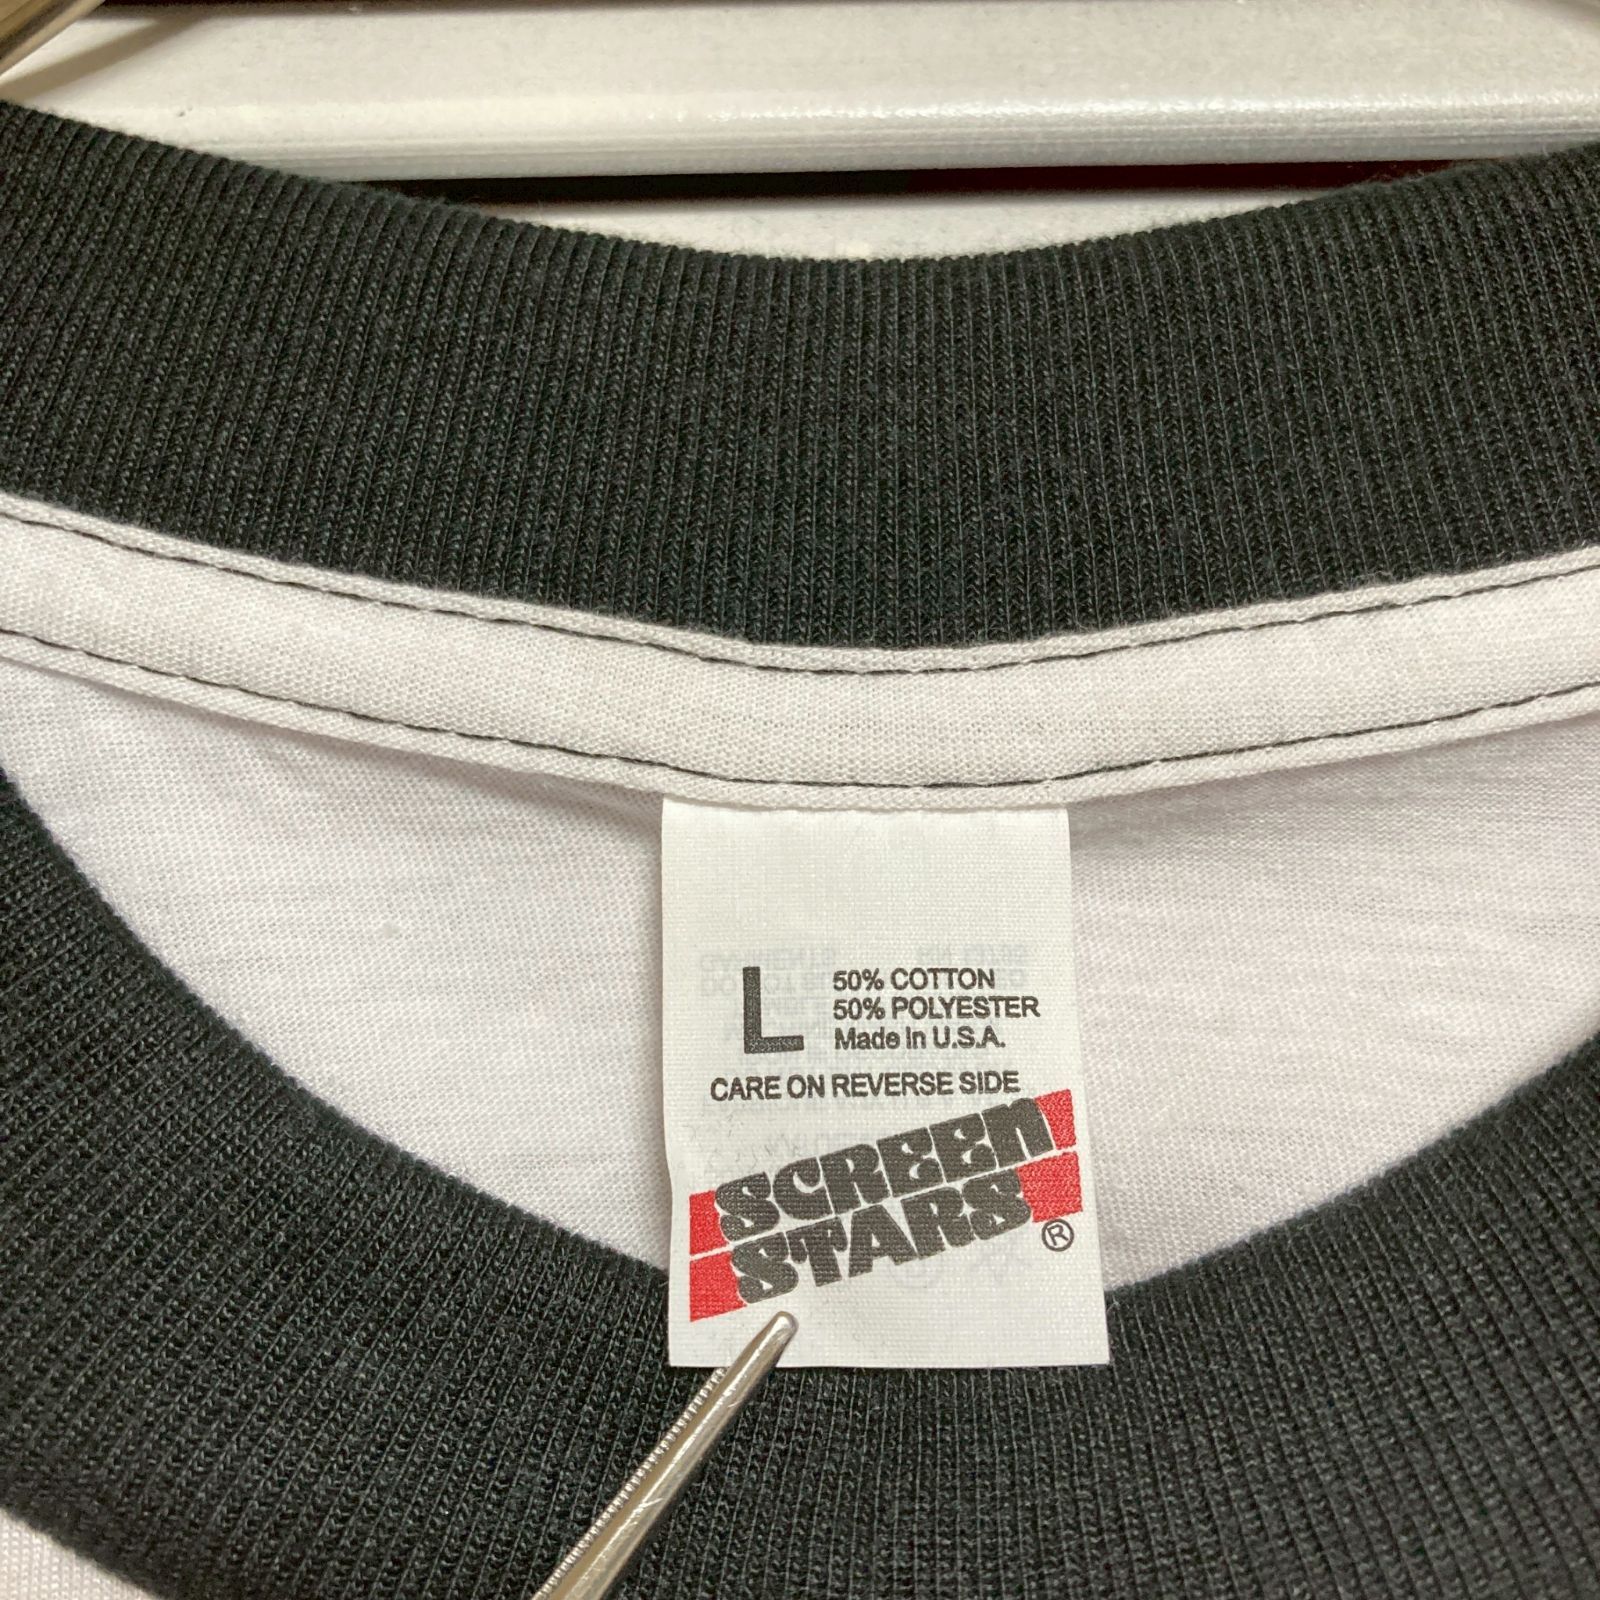 L
50% COTTON
50% POLYESTER
Made In U.S.A.
CARE ON REVERSE SIDE
SCREEN
STARS
®